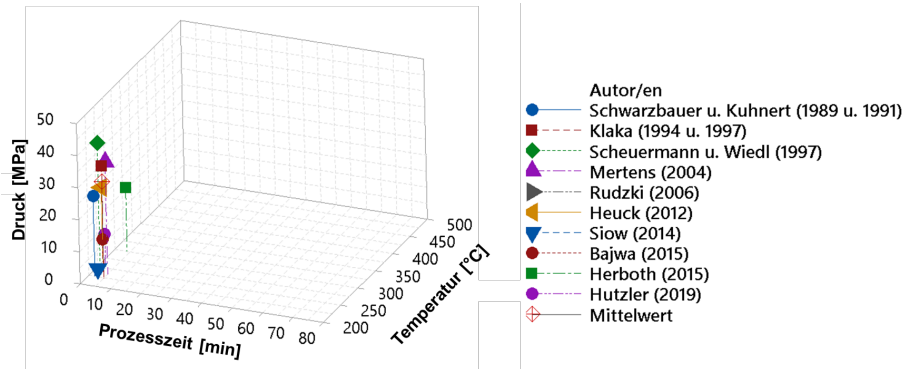 Druck [MPa]
50
40
30
20
10
0
0
10
20
30
40
50
60
70
80
Prozesszeit [min]
200
250
300
350
400
450
500
Temperatur [°C]
Autor/en
Schwarzbauer u. Kuhnert (1989 u. 1991)
Klaka (1994 u. 1997)
Scheuermann u. Wiedl (1997)
Mertens (2004)
Rudzki (2006)
Heuck (2012)
Siow (2014)
Bajwa (2015)
Herboth (2015)
Hutzler (2019)
Mittelwert